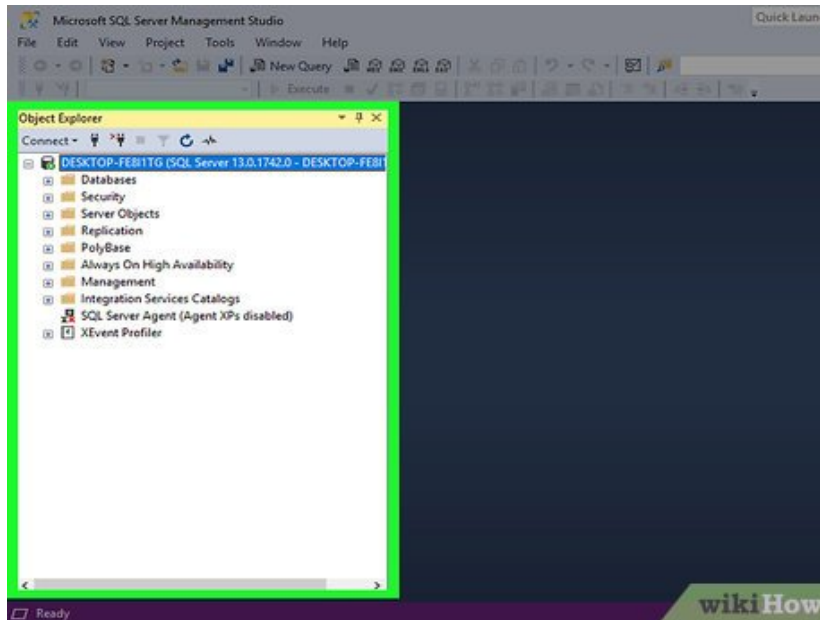 Microsoft SQL Server Management Studio
Quick Laun
File Edit View Project Tools Window Help
New Query
Execute
Object Explorer
Connect
DESKTOP-FE8I1TG (SQL Server 13.0.1742.0 - DESKTOP-FE8I1
Databases
Security
Server Objects
Replication
PolyBase
Always On High Availability
Management
Integration Services Catalogs
SQL Server Agent (Agent XPs disabled)
XEvent Profiler
Ready
wikiHow